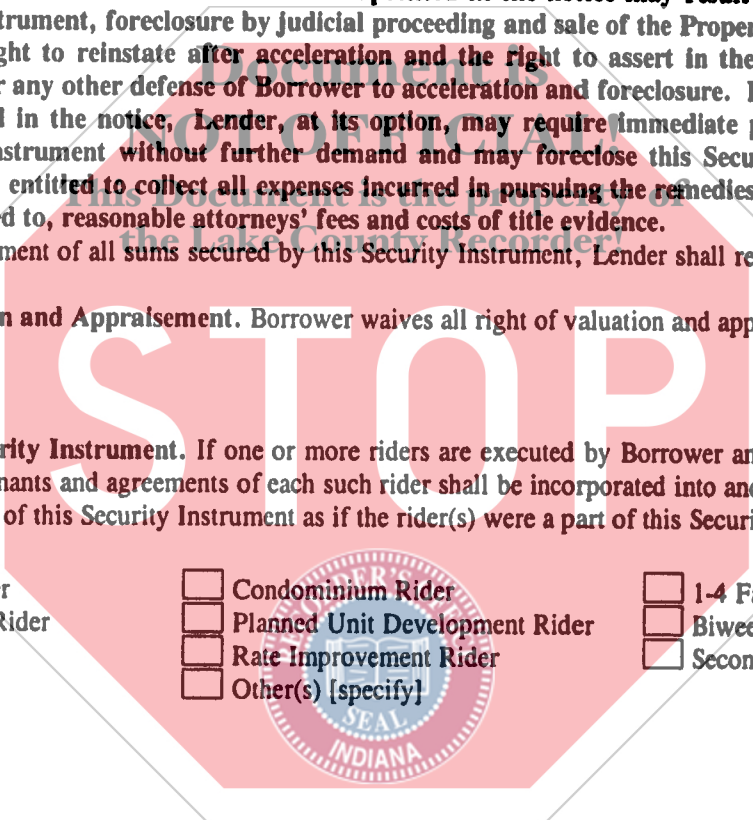 trument, foreclosure by judicial proceeding and sale of the Proper
ght to reinstate after acceleration and the right to assert in the
r any other defense of Borrower to acceleration and foreclosure. I
d in the notice, Lender, at its option, may require immediate
nstrument without further demand and may foreclose this Secu
entitled to collect all expenses incurred in pursuing the remedies
ed to, reasonable attorneys' fees and costs of title evidence.
ment of all sums secured by this Security Instrument, Lender shall re
n and Appraisement. Borrower waives all right of valuation and app
rity Instrument. If one or more riders are executed by Borrower an
nants and agreements of each such rider shall be incorporated into and
of this Security Instrument as if the rider(s) were a part of this Securi
r Condominium Rider 1-4 Fa
Rider Planned Unit Development Rider Biwee
Rate Improvement Rider Secon
Other(s) [specify]
Document is
NOT OFFICIAL!
This Document is the property of
the Lake County Recorder!
STOP
RECORDER'S
SEAL
INDIANA